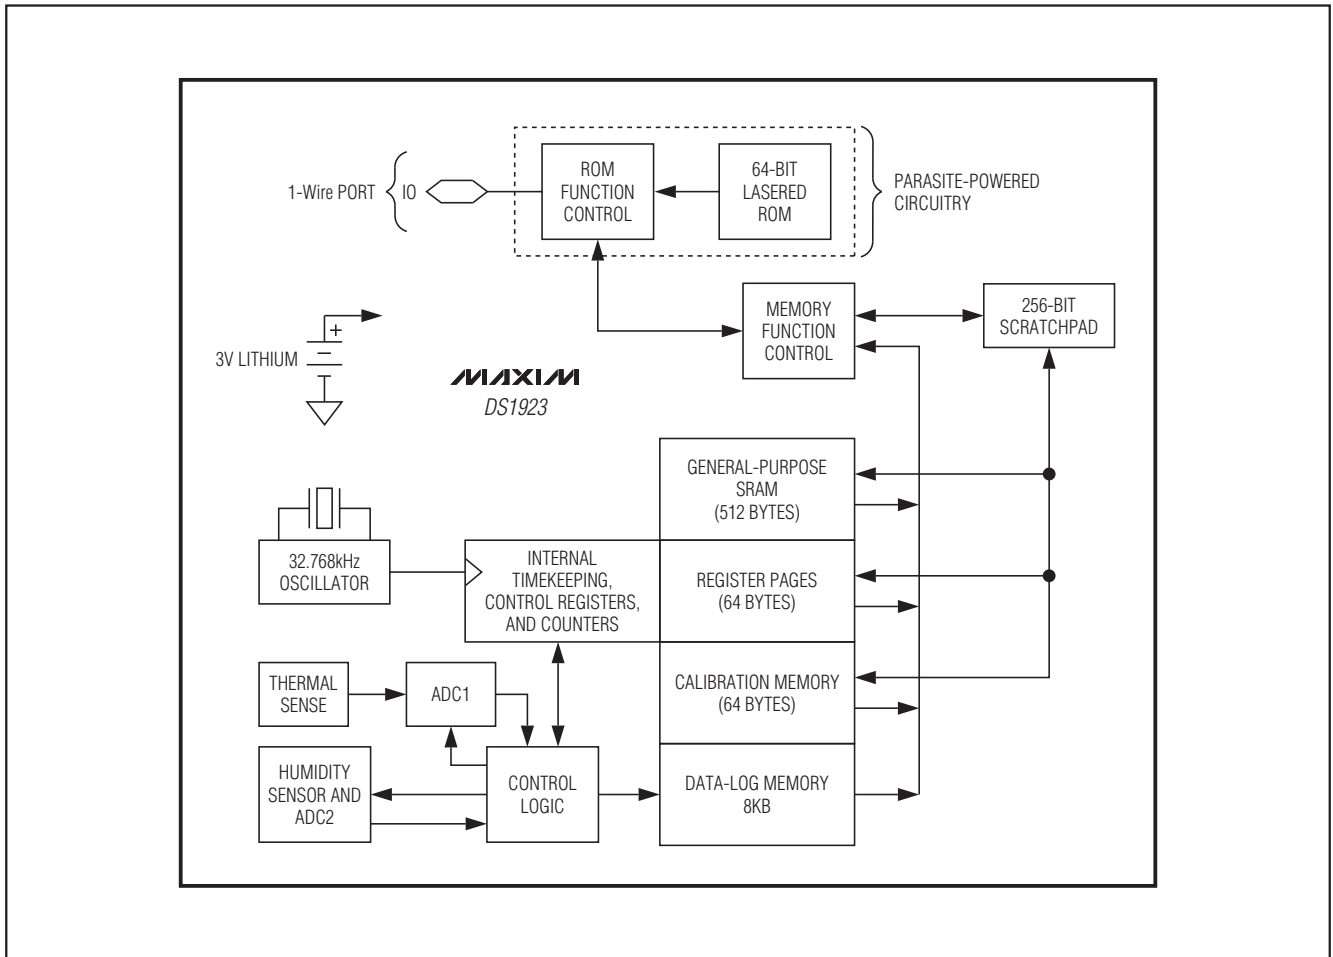 1-Wire PORT
IO
ROM
FUNCTION
CONTROL
64-BIT
LASERED
ROM
PARASITE-POWERED
CIRCUITRY
MEMORY
FUNCTION
CONTROL
256-BIT
SCRATCHPAD
3V LITHIUM
+
MAXIM
DS1923
GENERAL-PURPOSE
SRAM
(512 BYTES)
32.768kHz
OSCILLATOR
INTERNAL
TIMEKEEPING,
CONTROL REGISTERS,
AND COUNTERS
REGISTER PAGES
(64 BYTES)
THERMAL
SENSE
ADC1
CALIBRATION MEMORY
(64 BYTES)
HUMIDITY
SENSOR AND
ADC2
CONTROL
LOGIC
DATA-LOG MEMORY
8KB